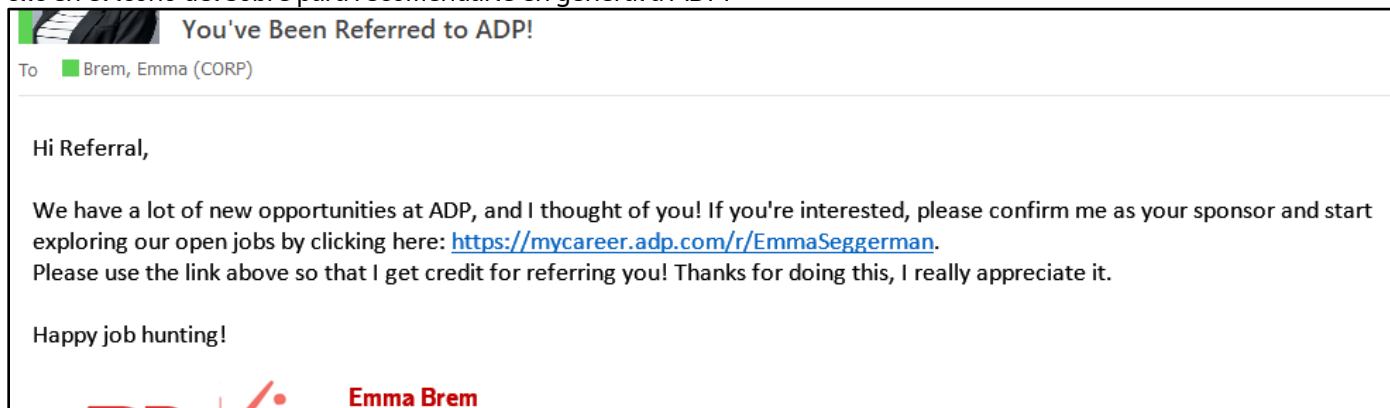 You've Been Referred to ADP!
To Brem, Emma (CORP)
Hi Referral,
We have a lot of new opportunities at ADP, and I thought of you! If you're interested, please confirm me as your sponsor and start
exploring our open jobs by clicking here: https://mycareer.adp.com/r/EmmaSeggerman.
Please use the link above so that I get credit for referring you! Thanks for doing this, I really appreciate it.
Happy job hunting!
Emma Brem